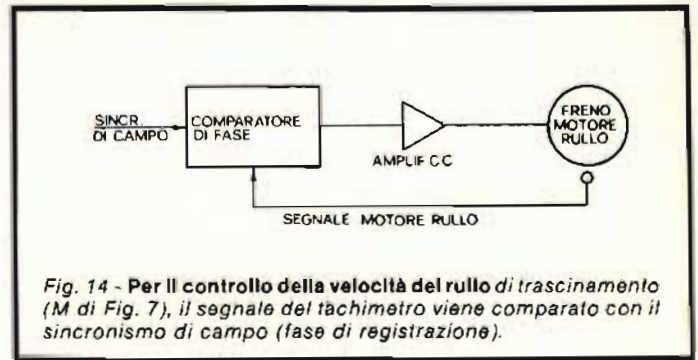 SINCR.
DI CAMPO
COMPARATORE
DI FASE
AMPLIF CC
FRENO
MOTORE
RULLO
SEGNALE MOTORE RULLO
Fig. 14 - Per il controllo della velocità del rullo di trascinamento
(M di Fig. 7), il segnale del tachimetro viene comparato con il
sincronismo di campo (fase di registrazione).